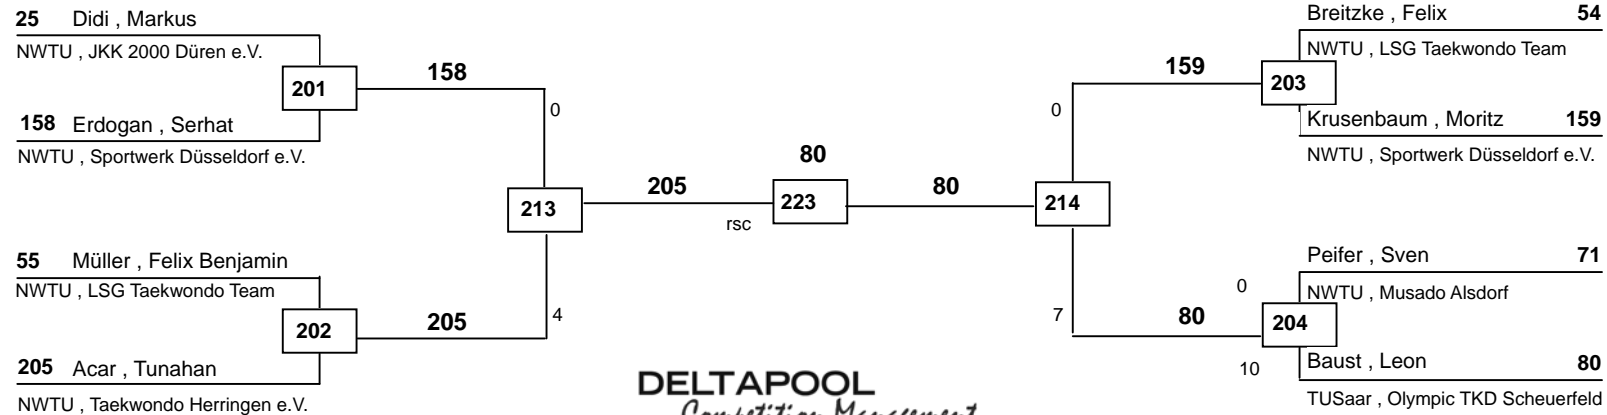 25 Didi , Markus
NWTU , JKK 2000 Düren e.V.
201
158
0
158 Erdogan , Serhat
NWTU , Sportwerk Düsseldorf e.V.
213
205
rsc
55 Müller , Felix Benjamin
NWTU , LSG Taekwondo Team
202
205
4
205 Acar , Tunahan
NWTU , Taekwondo Herringen e.V.
80
223
80
214
Breitzke , Felix 54
NWTU , LSG Taekwondo Team
159
203
0
Krusenbaum , Moritz 159
NWTU , Sportwerk Düsseldorf e.V.
Peifer , Sven 71
0
NWTU , Musado Alsdorf
7
80
204
10
Baust , Leon 80
TUSaar , Olympic TKD Scheuerfeld
DELTAPOOL
Competition Management